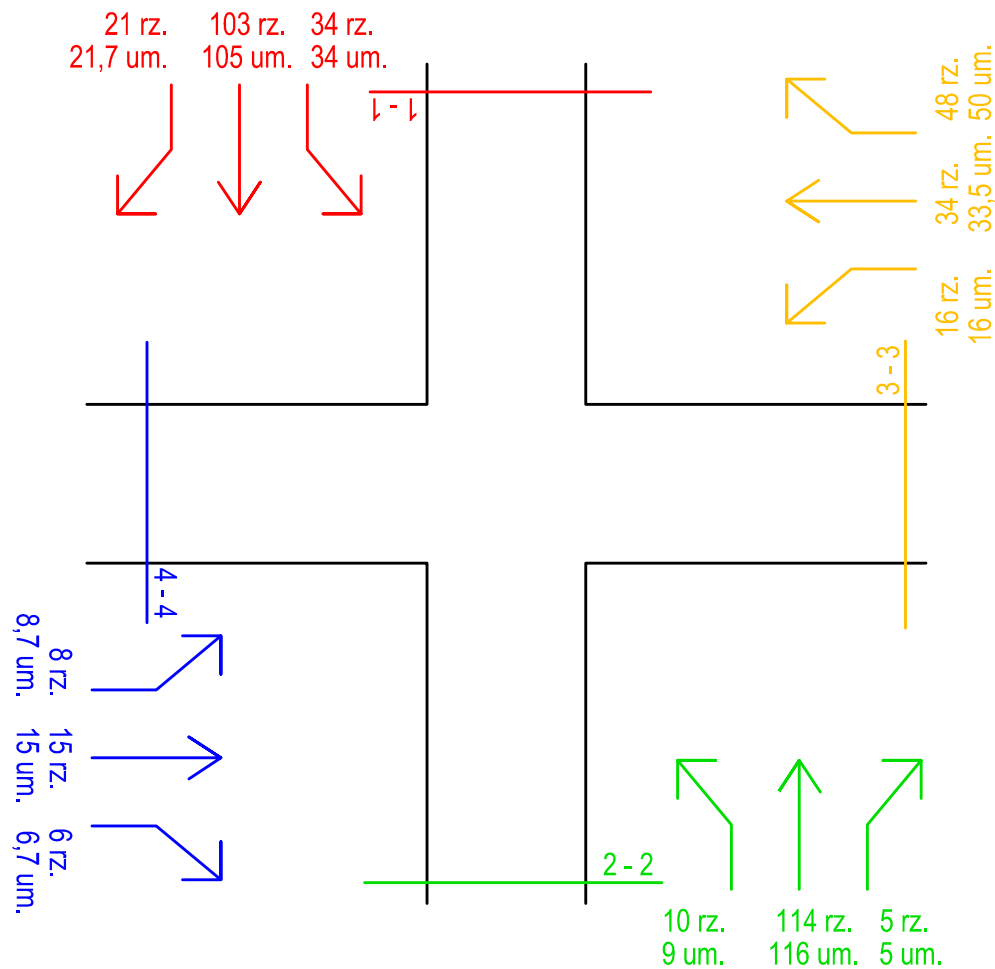 21 rz.
21,7 um.
103 rz.
105 um.
34 rz.
34 um.
1 - 1
48 rz.
50 um.
34 rz.
33,5 um.
16 rz.
16 um.
3 - 3
4 - 4
8 rz.
8,7 um.
15 rz.
15 um.
6 rz.
6,7 um.
2 - 2
10 rz.
9 um.
114 rz.
116 um.
5 rz.
5 um.